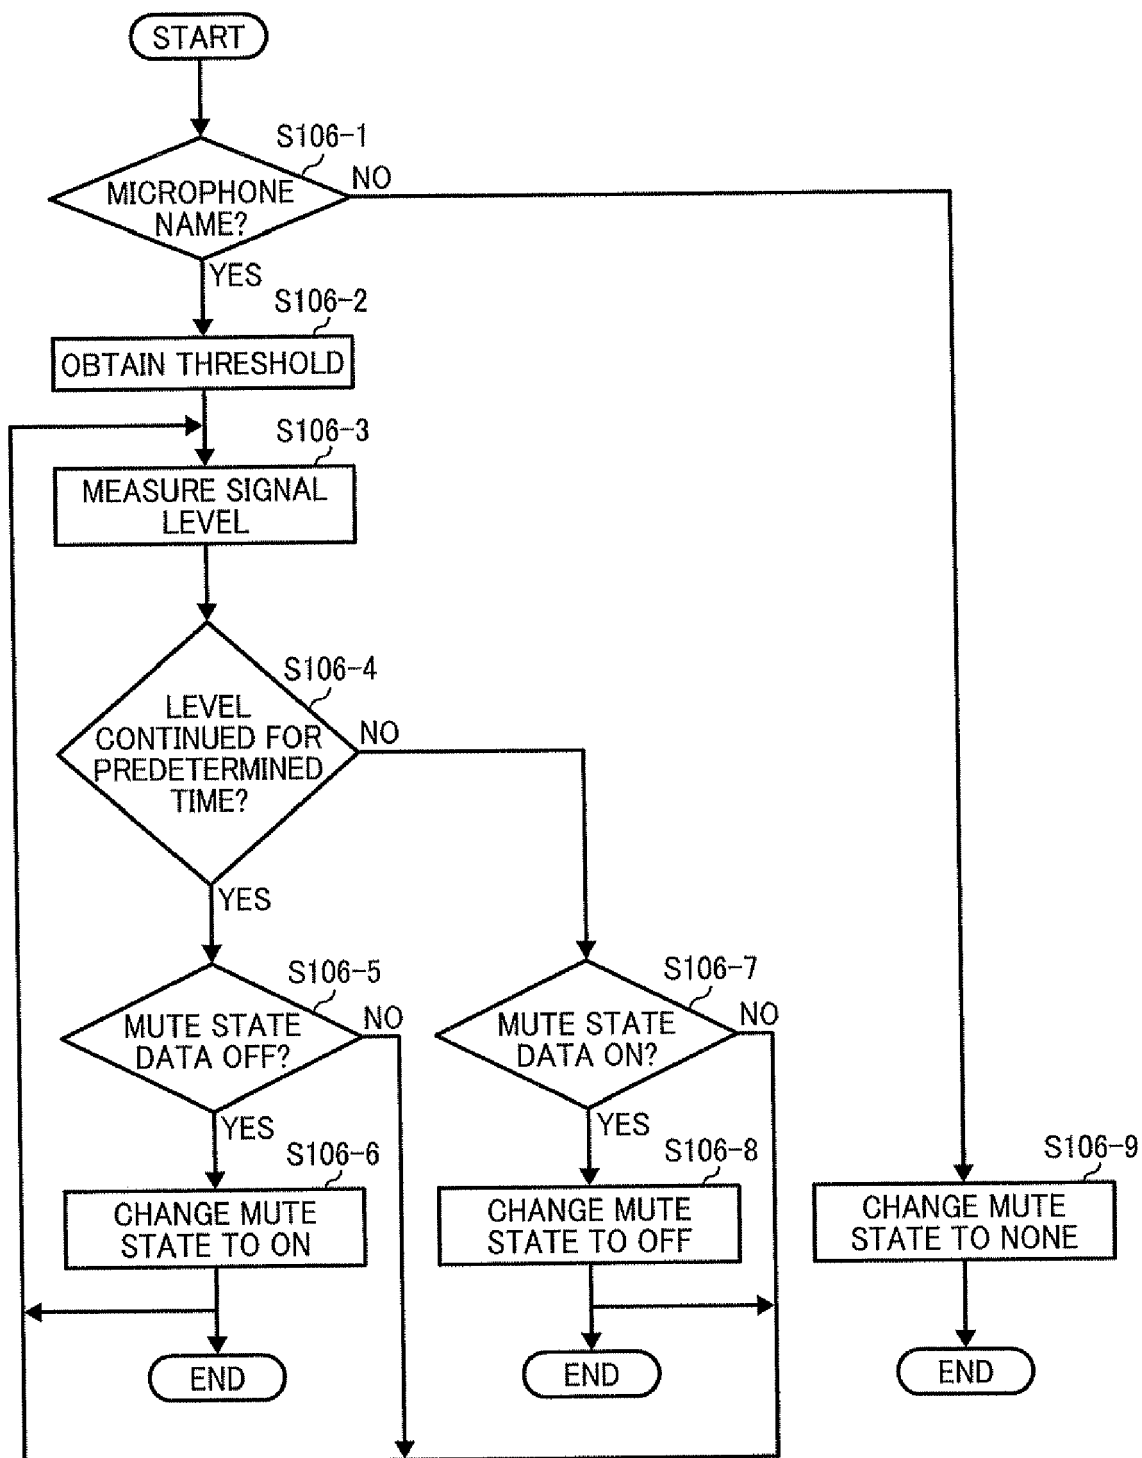 START
S106-1
NO
MICROPHONE
NAME?
YES
S106-2
OBTAIN THRESHOLD
S106-3
MEASURE SIGNAL
LEVEL
S106-4
NO
LEVEL
CONTINUED FOR
PREDETERMINED
TIME?
YES
S106-5
NO
MUTE STATE
DATA OFF?
YES
S106-6
CHANGE MUTE
STATE TO ON
END
S106-7
NO
MUTE STATE
DATA ON?
YES
S106-8
CHANGE MUTE
STATE TO OFF
END
S106-9
CHANGE MUTE
STATE TO NONE
END